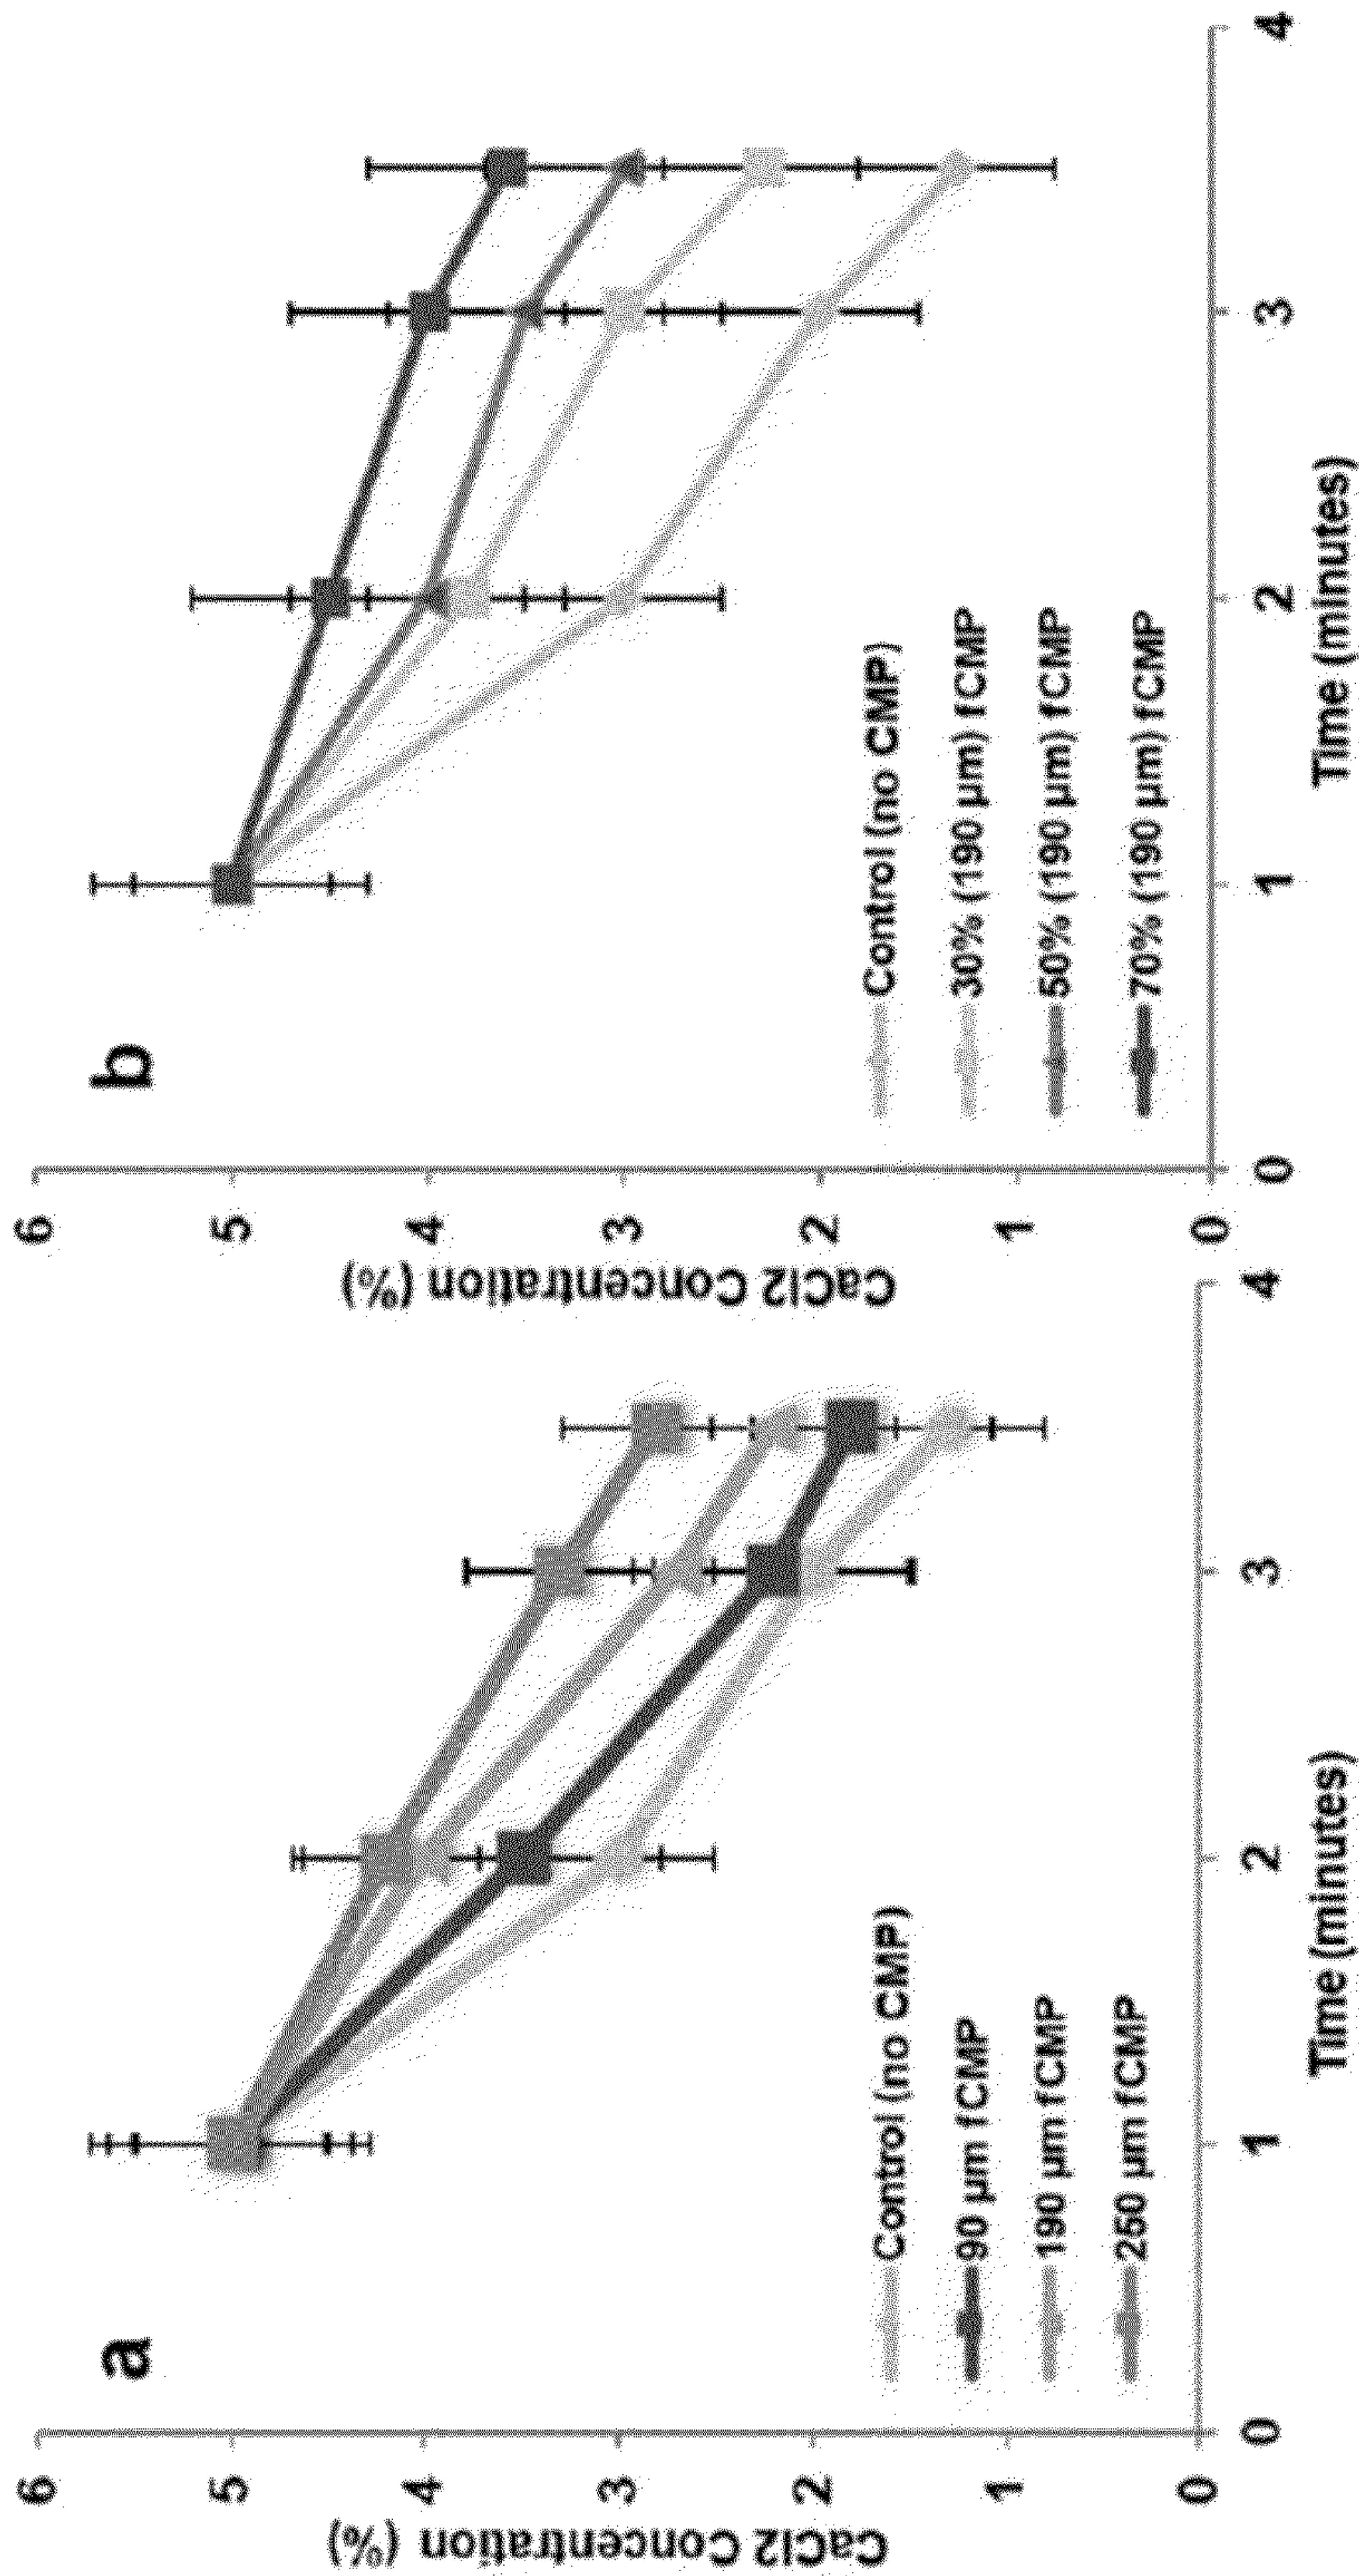 a
6
5
4
3
2
1
0
CaCl2 Concentration (%)
Control (no CMP)
90 µm fCMP
190 µm fCMP
250 µm fCMP
0
1
2
3
4
Time (minutes)
b
6
5
4
3
2
1
0
CaCl2 Concentration (%)
Control (no CMP)
30% (190 µm) fCMP
50% (190 µm) fCMP
70% (190 µm) fCMP
0
1
2
3
4
Time (minutes)